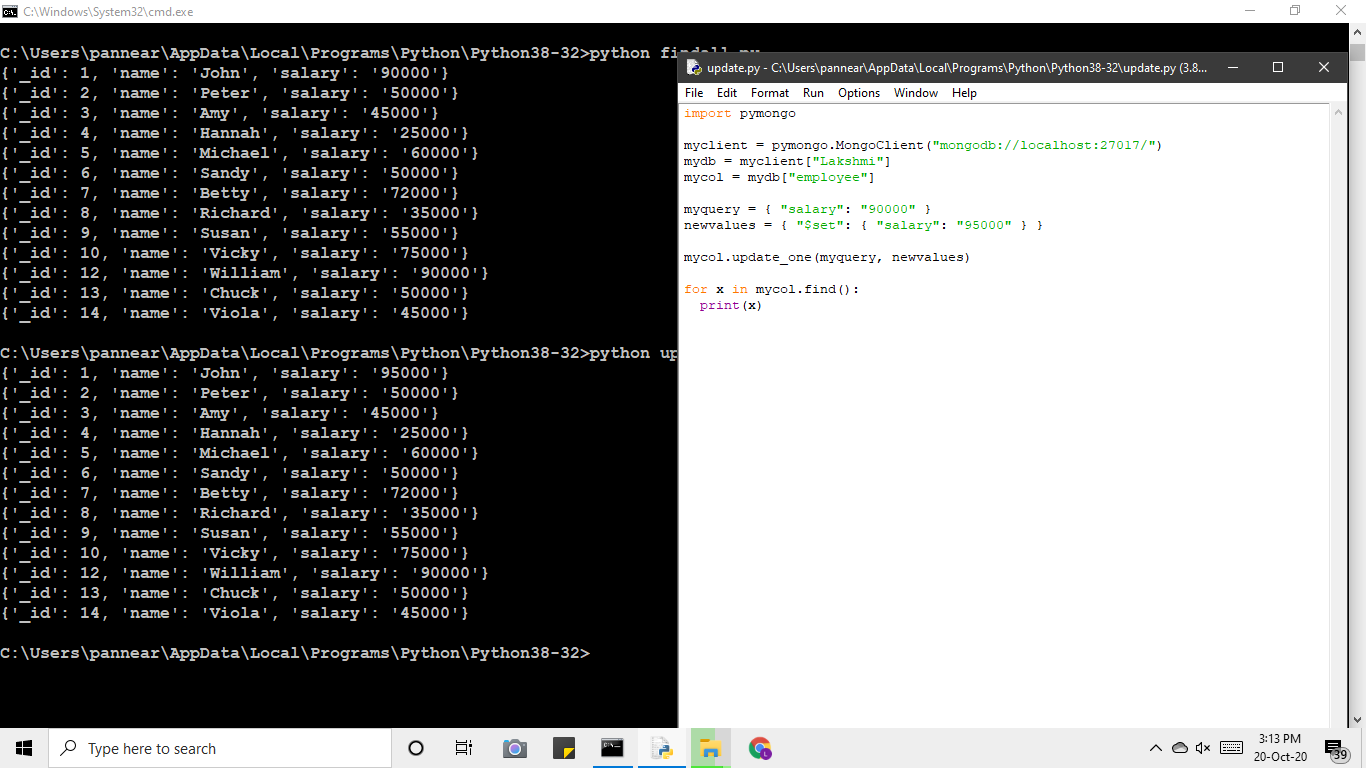 C:\Windows\System32\cmd.exe
C:\Users\pannear\AppData\Local\Programs\Python\Python38-32>python findall.py
{'_id': 1, 'name': 'John', 'salary': '90000'}
{'_id': 2, 'name': 'Peter', 'salary': '50000'}
{'_id': 3, 'name': 'Amy', 'salary': '45000'}
{'_id': 4, 'name': 'Hannah', 'salary': '25000'}
{'_id': 5, 'name': 'Michael', 'salary': '60000'}
{'_id': 6, 'name': 'Sandy', 'salary': '50000'}
{'_id': 7, 'name': 'Betty', 'salary': '72000'}
{'_id': 8, 'name': 'Richard', 'salary': '35000'}
{'_id': 9, 'name': 'Susan', 'salary': '55000'}
{'_id': 10, 'name': 'Vicky', 'salary': '75000'}
{'_id': 12, 'name': 'William', 'salary': '90000'}
{'_id': 13, 'name': 'Chuck', 'salary': '50000'}
{'_id': 14, 'name': 'Viola', 'salary': '45000'}
C:\Users\pannear\AppData\Local\Programs\Python\Python38-32>python up
{'_id': 1, 'name': 'John', 'salary': '95000'}
{'_id': 2, 'name': 'Peter', 'salary': '50000'}
{'_id': 3, 'name': 'Amy', 'salary': '45000'}
{'_id': 4, 'name': 'Hannah', 'salary': '25000'}
{'_id': 5, 'name': 'Michael', 'salary': '60000'}
{'_id': 6, 'name': 'Sandy', 'salary': '50000'}
{'_id': 7, 'name': 'Betty', 'salary': '72000'}
{'_id': 8, 'name': 'Richard', 'salary': '35000'}
{'_id': 9, 'name': 'Susan', 'salary': '55000'}
{'_id': 10, 'name': 'Vicky', 'salary': '75000'}
{'_id': 12, 'name': 'William', 'salary': '90000'}
{'_id': 13, 'name': 'Chuck', 'salary': '50000'}
{'_id': 14, 'name': 'Viola', 'salary': '45000'}
C:\Users\pannear\AppData\Local\Programs\Python\Python38-32>
update.py - C:\Users\pannear\AppData\Local\Programs\Python\Python38-32\update.py (3.8...
File Edit Format Run Options Window Help
import pymongo
myclient = pymongo.MongoClient("mongodb://localhost:27017/")
mydb = myclient["Lakshmi"]
mycol = mydb["employee"]
myquery = { "salary": "90000" }
newvalues = { "$set": { "salary": "95000" } }
mycol.update_one(myquery, newvalues)
for x in mycol.find():
  print(x)
Type here to search
L
3:13 PM
20-Oct-20
39